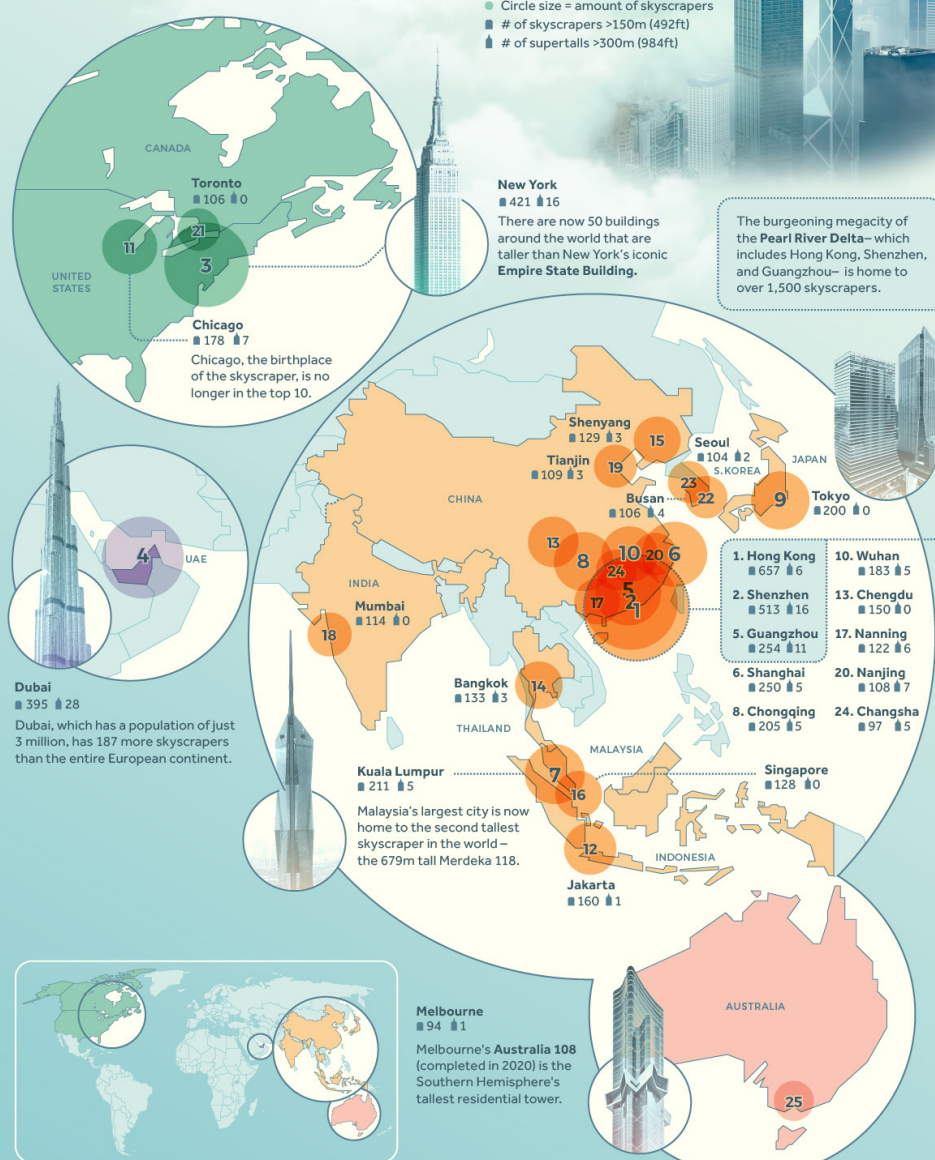 Circle size = amount of skyscrapers
# of skyscrapers >150m (492ft)
# of supertalls >300m (984ft)
CANADA
Toronto
106 0
21
11
3
UNITED
STATES
Chicago
178 7
Chicago, the birthplace
of the skyscraper, is no
longer in the top 10.
New York
421 16
There are now 50 buildings
around the world that are
taller than New York's iconic
Empire State Building.
The burgeoning megacity of
the Pearl River Delta– which
includes Hong Kong, Shenzhen,
and Guangzhou– is home to
over 1,500 skyscrapers.
4
UAE
Dubai
395 28
Dubai, which has a population of just
3 million, has 187 more skyscrapers
than the entire European continent.
Shenyang
129 3
15
Tianjin
109 3
19
Seoul
104 2
S.KOREA
23
22
Busan
106 4
JAPAN
9
Tokyo
200 0
CHINA
13
8
10
20
6
24
5
17
2
1
INDIA
Mumbai
114 0
18
1. Hong Kong
657 6
2. Shenzhen
513 16
5. Guangzhou
254 11
6. Shanghai
250 5
8. Chongqing
205 5
10. Wuhan
183 5
13. Chengdu
150 0
17. Nanning
122 6
20. Nanjing
108 7
24. Changsha
97 5
Bangkok
133 3
14
THAILAND
MALAYSIA
Kuala Lumpur
211 5
7
16
Singapore
128 0
Malaysia's largest city is now
home to the second tallest
skyscraper in the world –
the 679m tall Merdeka 118.
12
INDONESIA
Jakarta
160 1
Melbourne
94 1
Melbourne's Australia 108
(completed in 2020) is the
Southern Hemisphere's
tallest residential tower.
AUSTRALIA
25